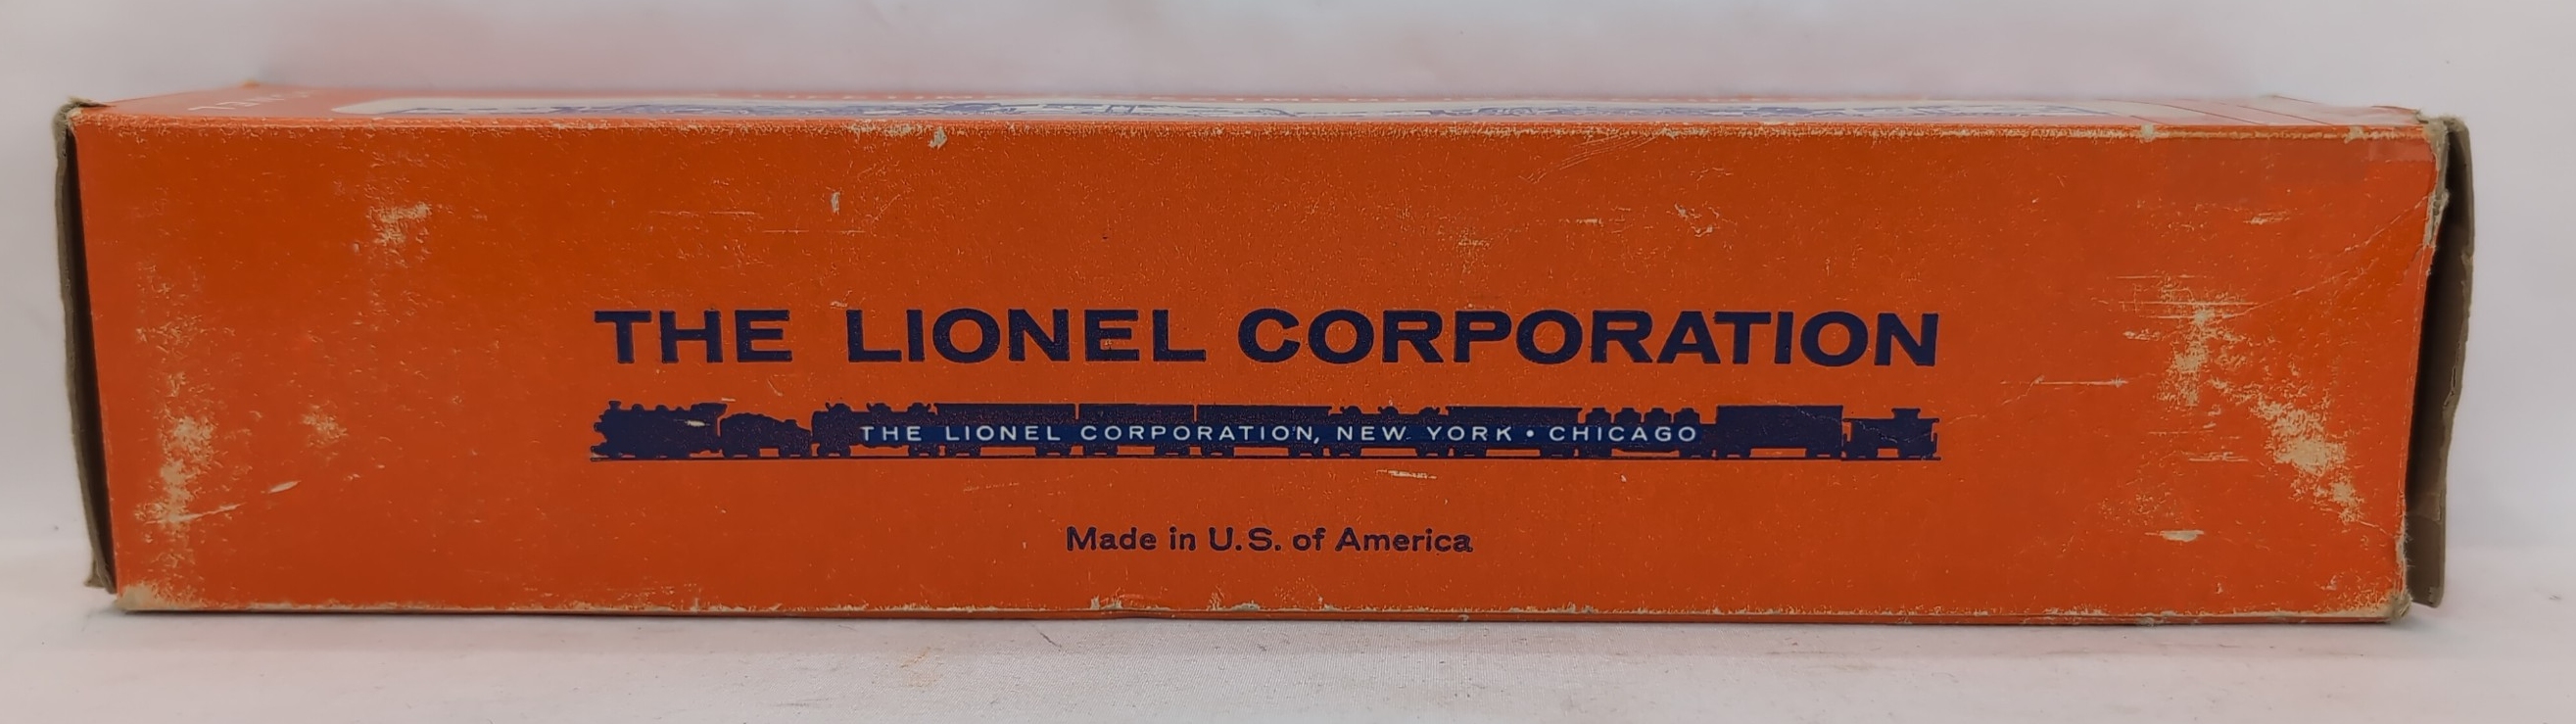 THE LIONEL CORPORATION
THE LIONEL CORPORATION, NEW YORK • CHICAGO
Made in U.S. of America